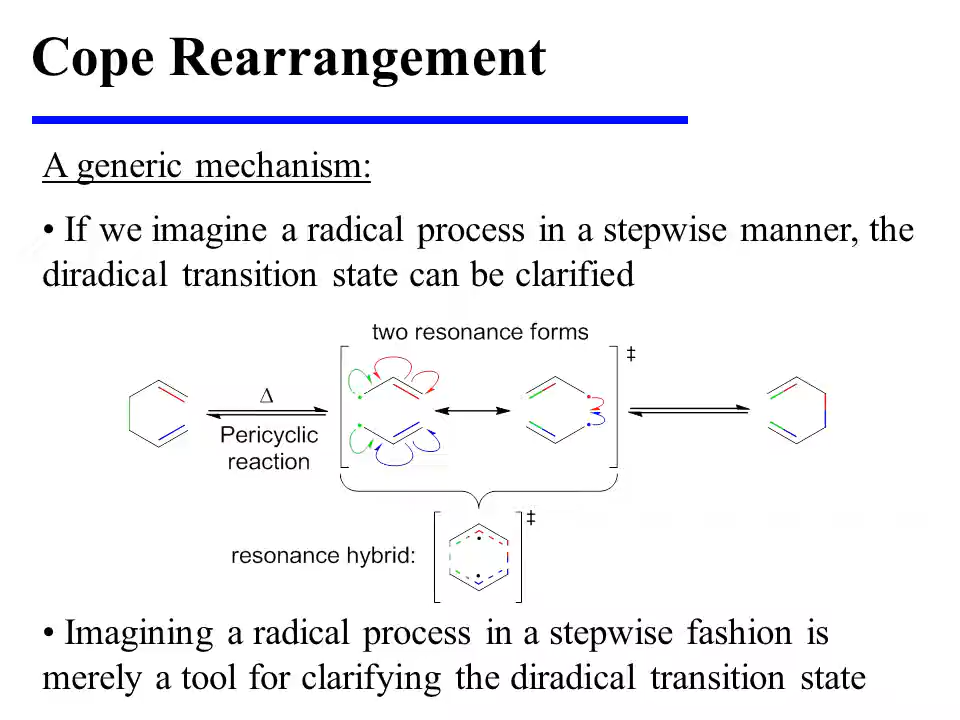 Cope Rearrangement
A generic mechanism:
• If we imagine a radical process in a stepwise manner, the
diradical transition state can be clarified
two resonance forms
‡
Δ
Pericyclic
reaction
‡
resonance hybrid:
• Imagining a radical process in a stepwise fashion is
merely a tool for clarifying the diradical transition state